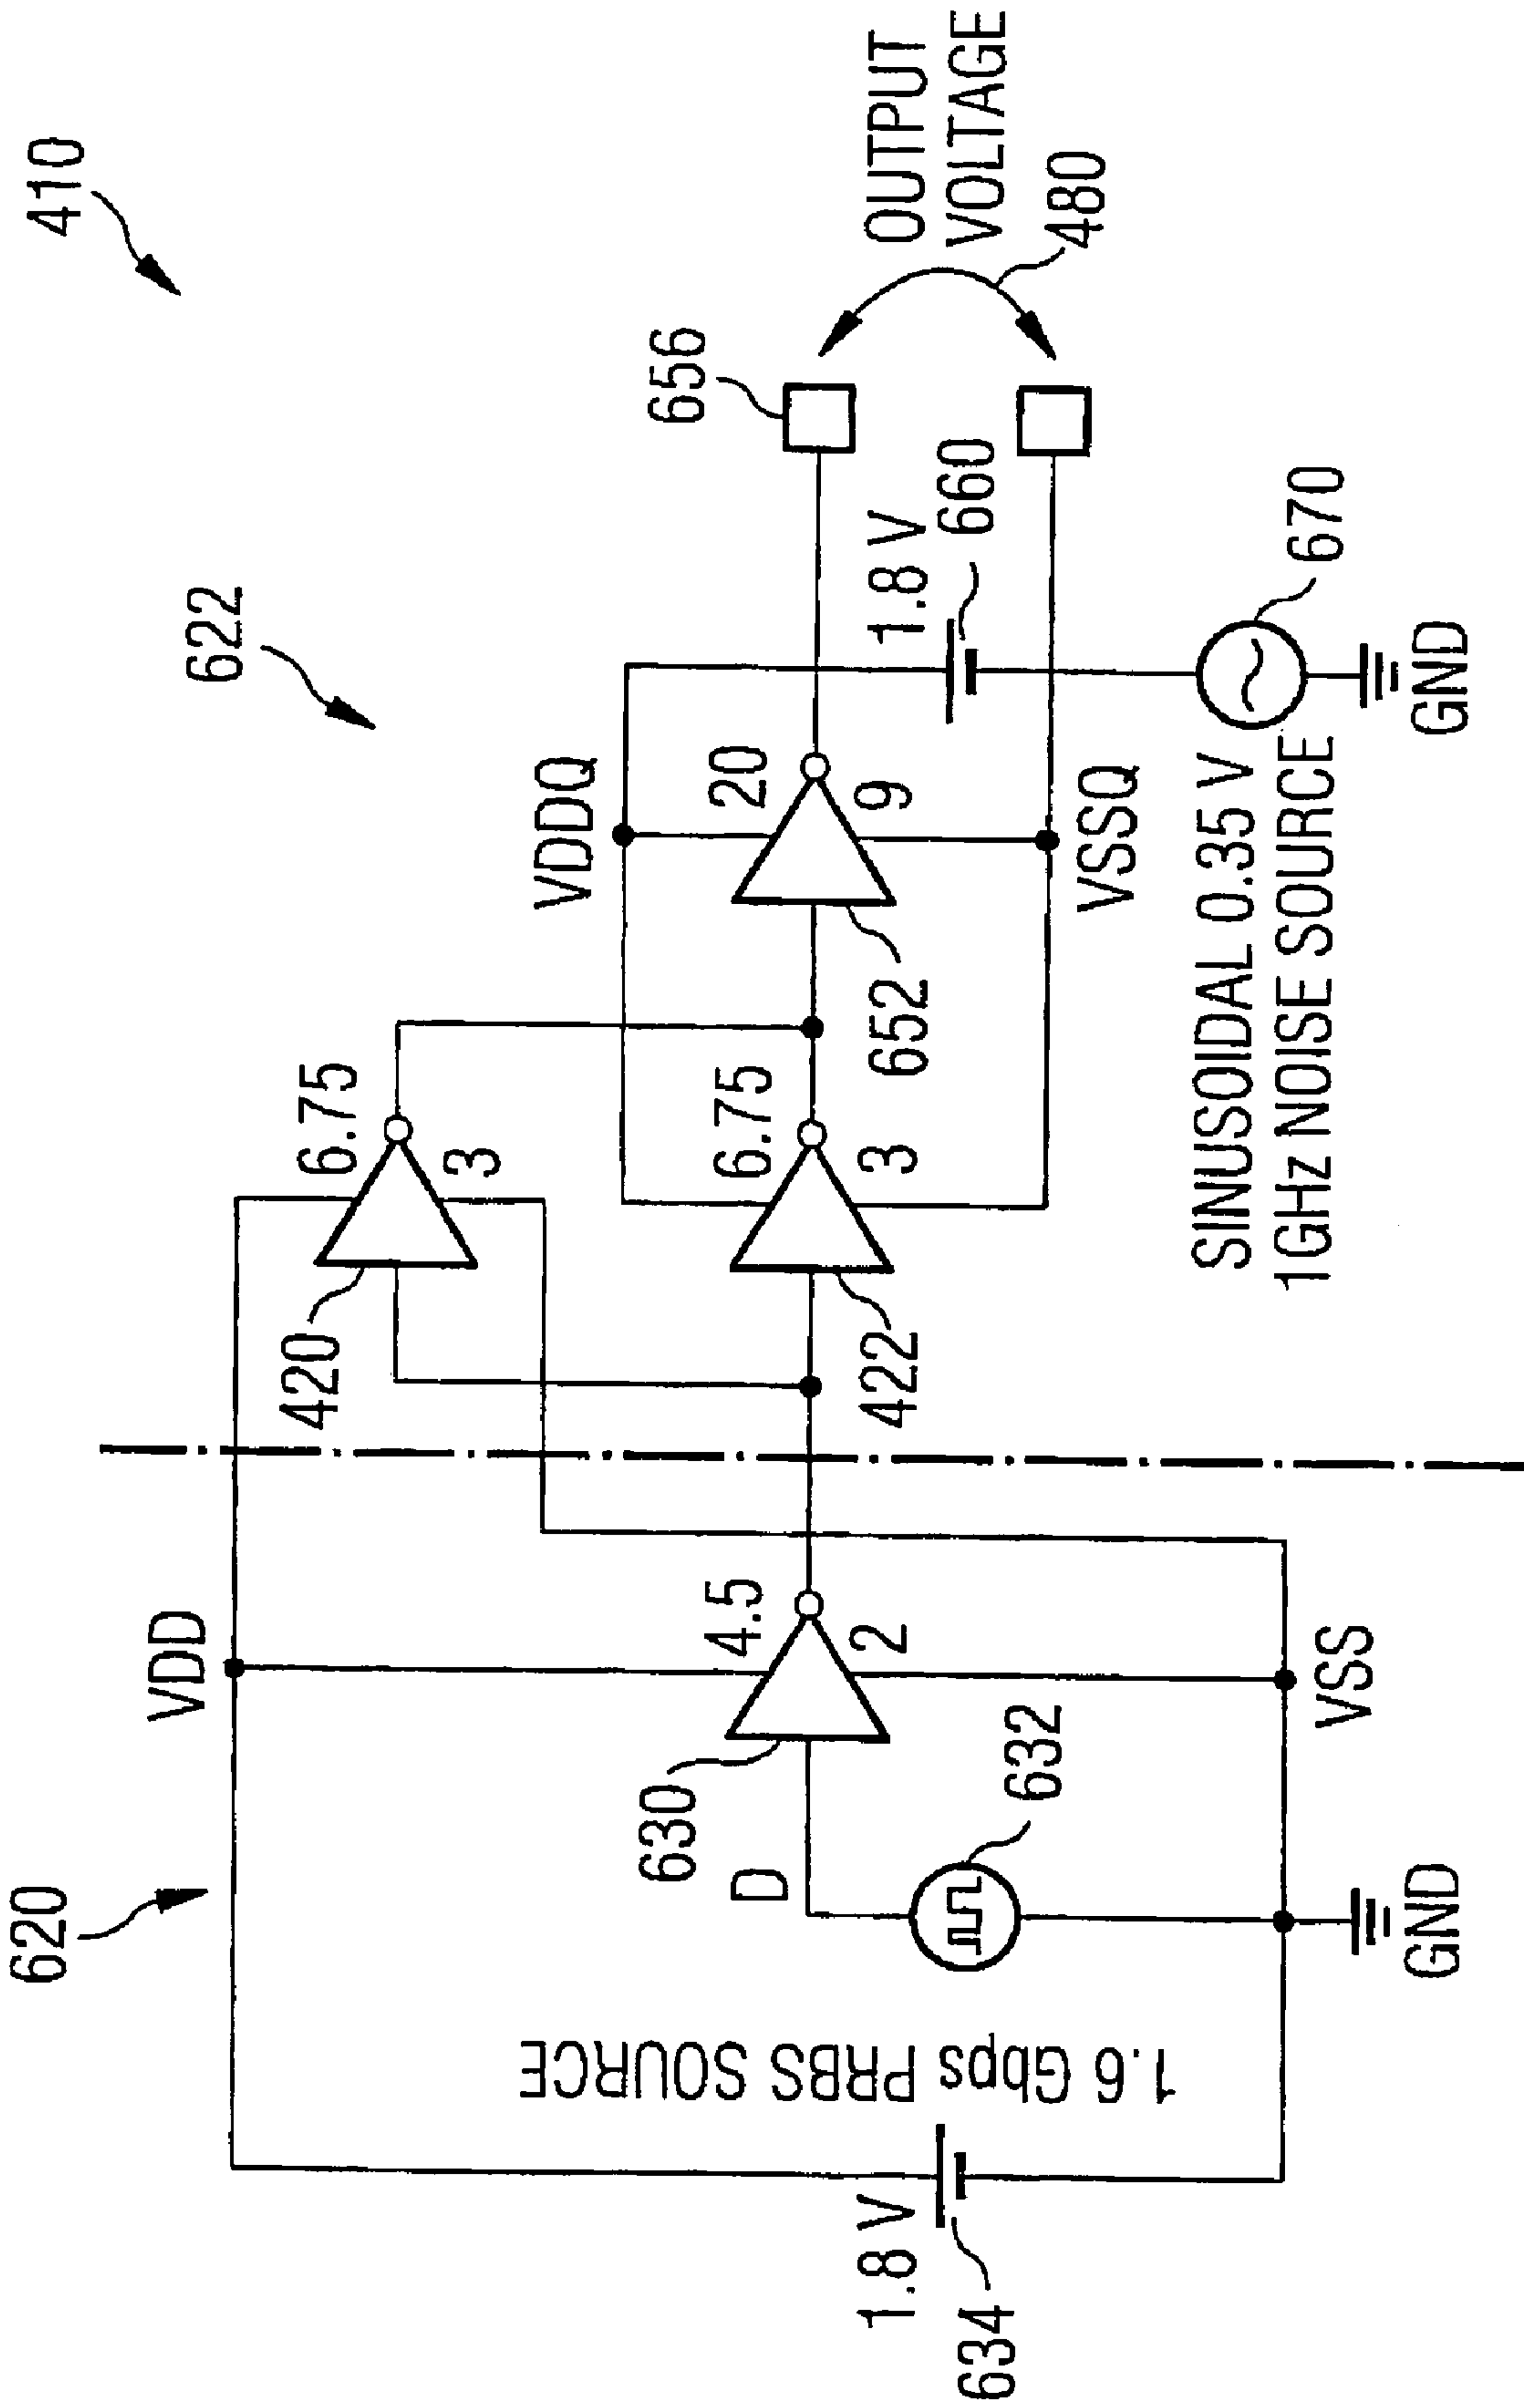 410
620
622
VDD
420
6.75
3
VDDQ
656
OUTPUT
VOLTAGE
480
1.8 V
634
1.6 Gbps PRBS SOURCE
D
632
630
4.5
2
422
6.75
3
652
20
9
1.8 V
660
VSS
GND
VSSQ
SINUSOIDAL 0.35 V
1GHz NOISE SOURCE
670
GND